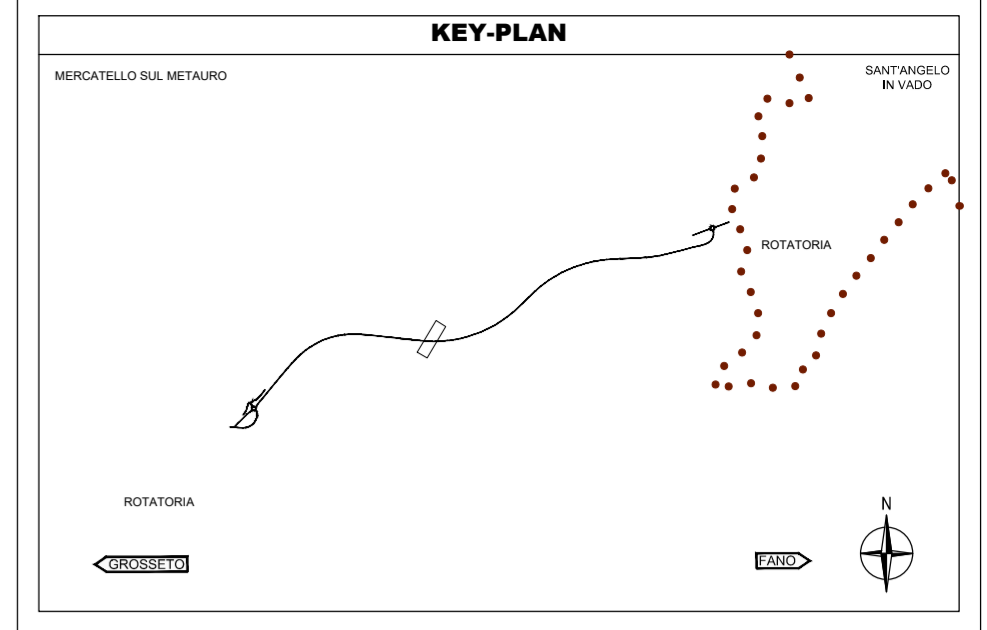 KEY-PLAN
MERCATELLO SUL METAURO
SANT'ANGELO
IN VADO
ROTATORIA
ROTATORIA
N
GROSSETO
FANO